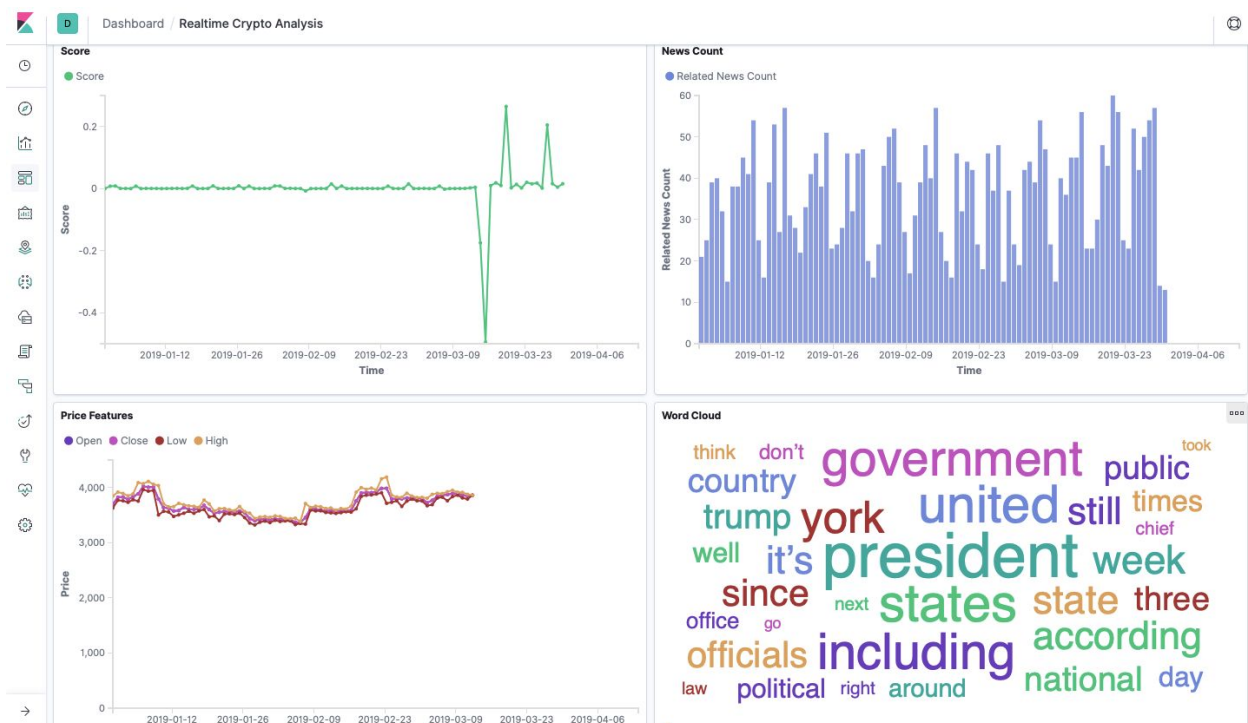 D Dashboard / Realtime Crypto Analysis
Score
Score
0.2
0
-0.2
-0.4
Score
2019-01-12 2019-01-26 2019-02-09 2019-02-23 2019-03-09 2019-03-23 2019-04-06
Time
News Count
Related News Count
60
50
40
30
20
10
0
Related News Count
2019-01-12 2019-01-26 2019-02-09 2019-02-23 2019-03-09 2019-03-23 2019-04-06
Time
Price Features
Open Close Low High
4,000
3,000
2,000
1,000
0
Price
2019-01-12 2019-01-26 2019-02-09 2019-02-23 2019-03-09 2019-03-23 2019-04-06
Word Cloud
think don't government took
country public
trump york united still times
chief
well it's president week
since next states state three
office go
officials including according
law political right around national day